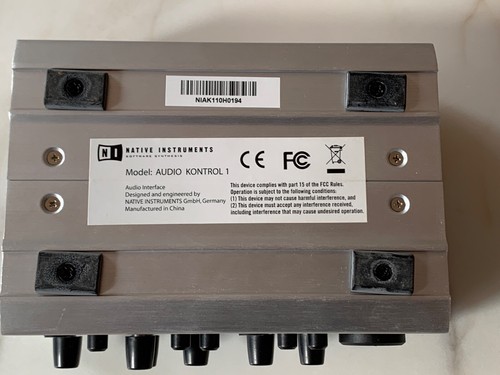 NIAK110H0194
NI NATIVE INSTRUMENTS
SOFTWARE SYNTHESIS
Model: AUDIO KONTROL 1
CE FC
Audio Interface
Designed and engineered by
NATIVE INSTRUMENTS GmbH, Germany
Manufactured in China
This device complies with part 15 of the FCC Rules.
Operation is subject to the following conditions:
(1) This device may not cause harmful interference, and
(2) This device must accept any interference received,
including interference that may cause undesired operation.